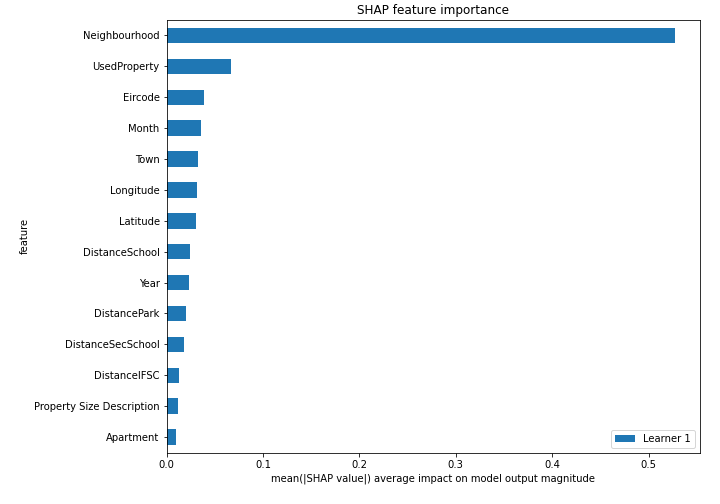 SHAP feature importance
Neighbourhood
UsedProperty
Eircode
Month
Town
Longitude
Latitude
DistanceSchool
Year
DistancePark
DistanceSecSchool
DistanceIFSC
Property Size Description
Apartment
feature
Learner 1
0.0 0.1 0.2 0.3 0.4 0.5
mean(|SHAP value|) average impact on model output magnitude